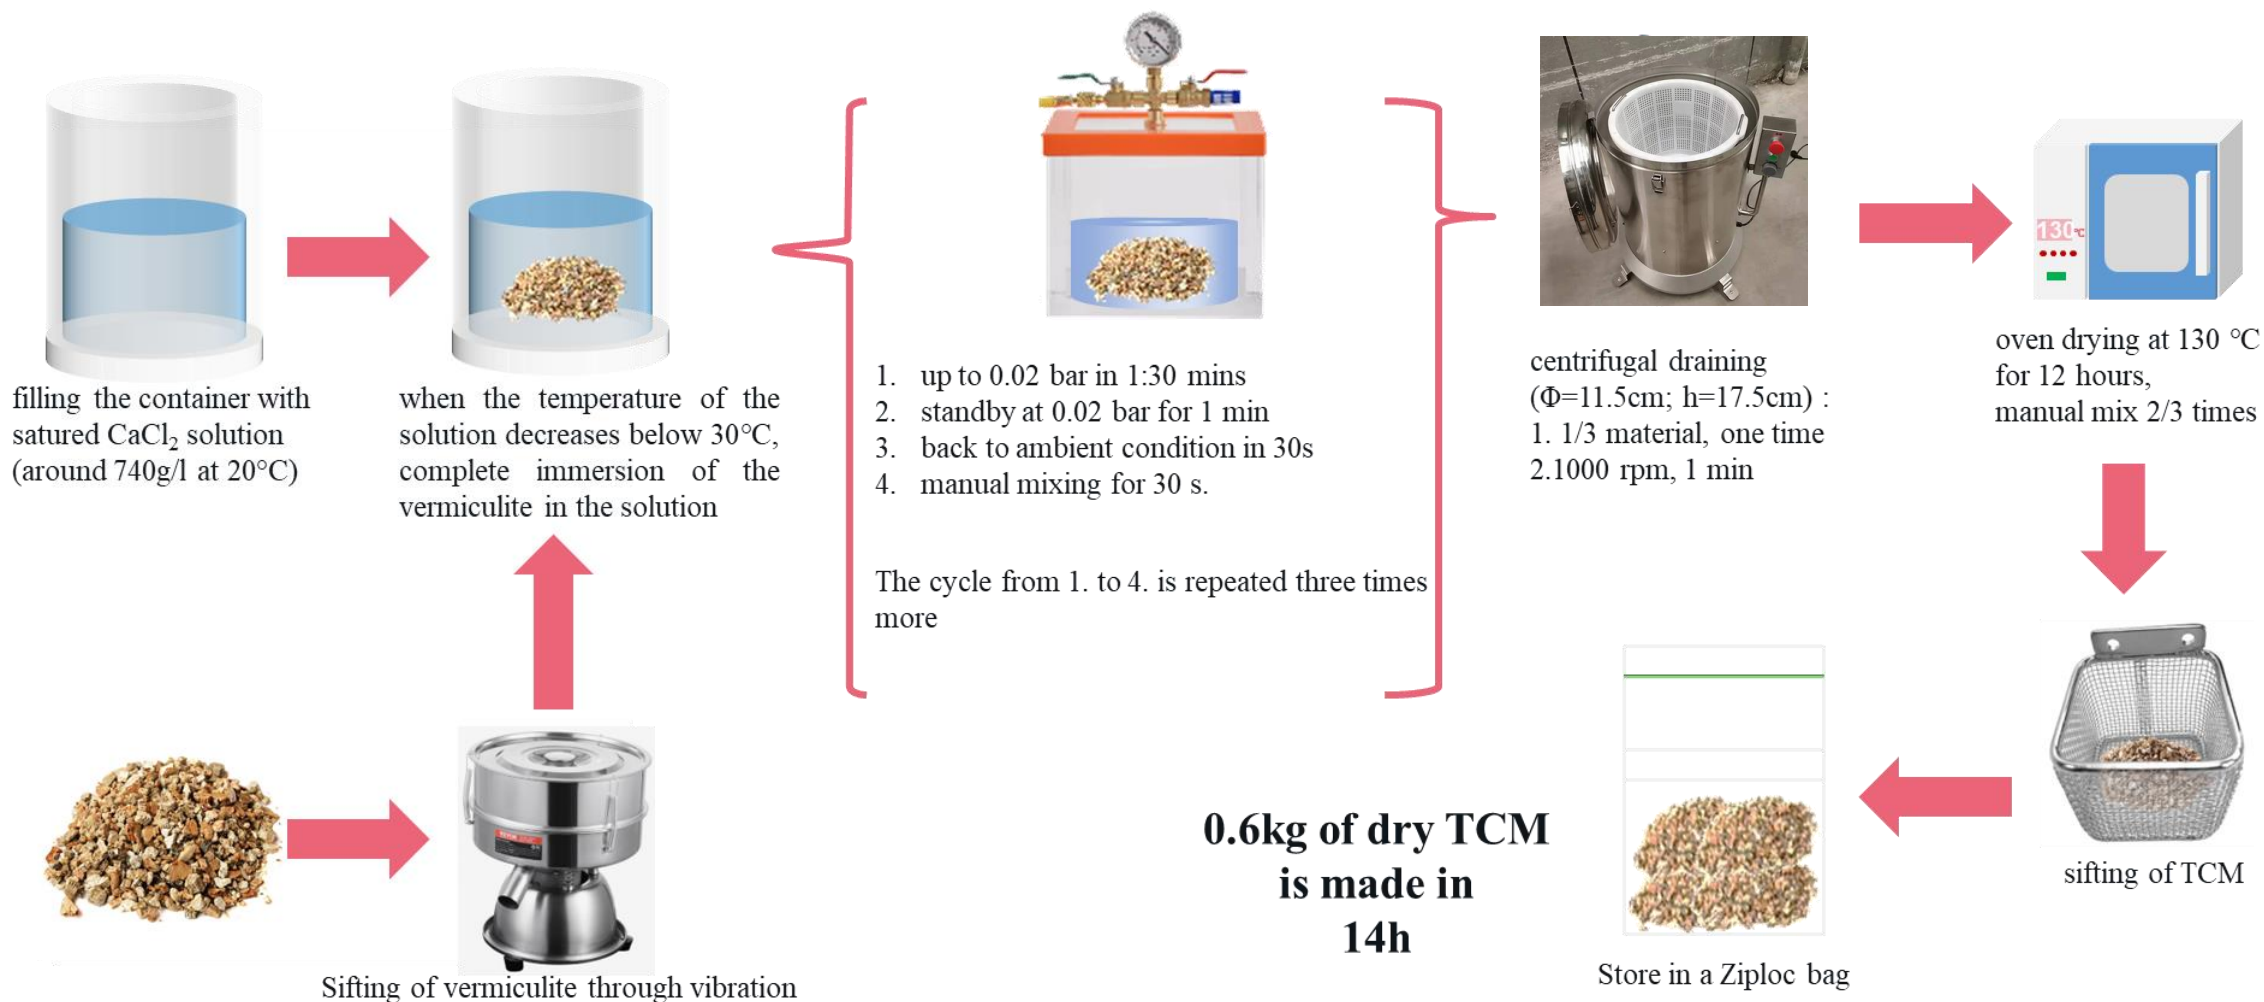 filling the container with
satured CaCl₂ solution
(around 740g/l at 20°C)
when the temperature of the
solution decreases below 30°C,
complete immersion of the
vermiculite in the solution
1. up to 0.02 bar in 1:30 mins
2. standby at 0.02 bar for 1 min
3. back to ambient condition in 30s
4. manual mixing for 30 s.
The cycle from 1. to 4. is repeated three times
more
centrifugal draining
(Φ=11.5cm; h=17.5cm) :
1. 1/3 material, one time
2.1000 rpm, 1 min
130℃
oven drying at 130 °C
for 12 hours,
manual mix 2/3 times
sifting of TCM
Store in a Ziploc bag
0.6kg of dry TCM
is made in
14h
Sifting of vermiculite through vibration